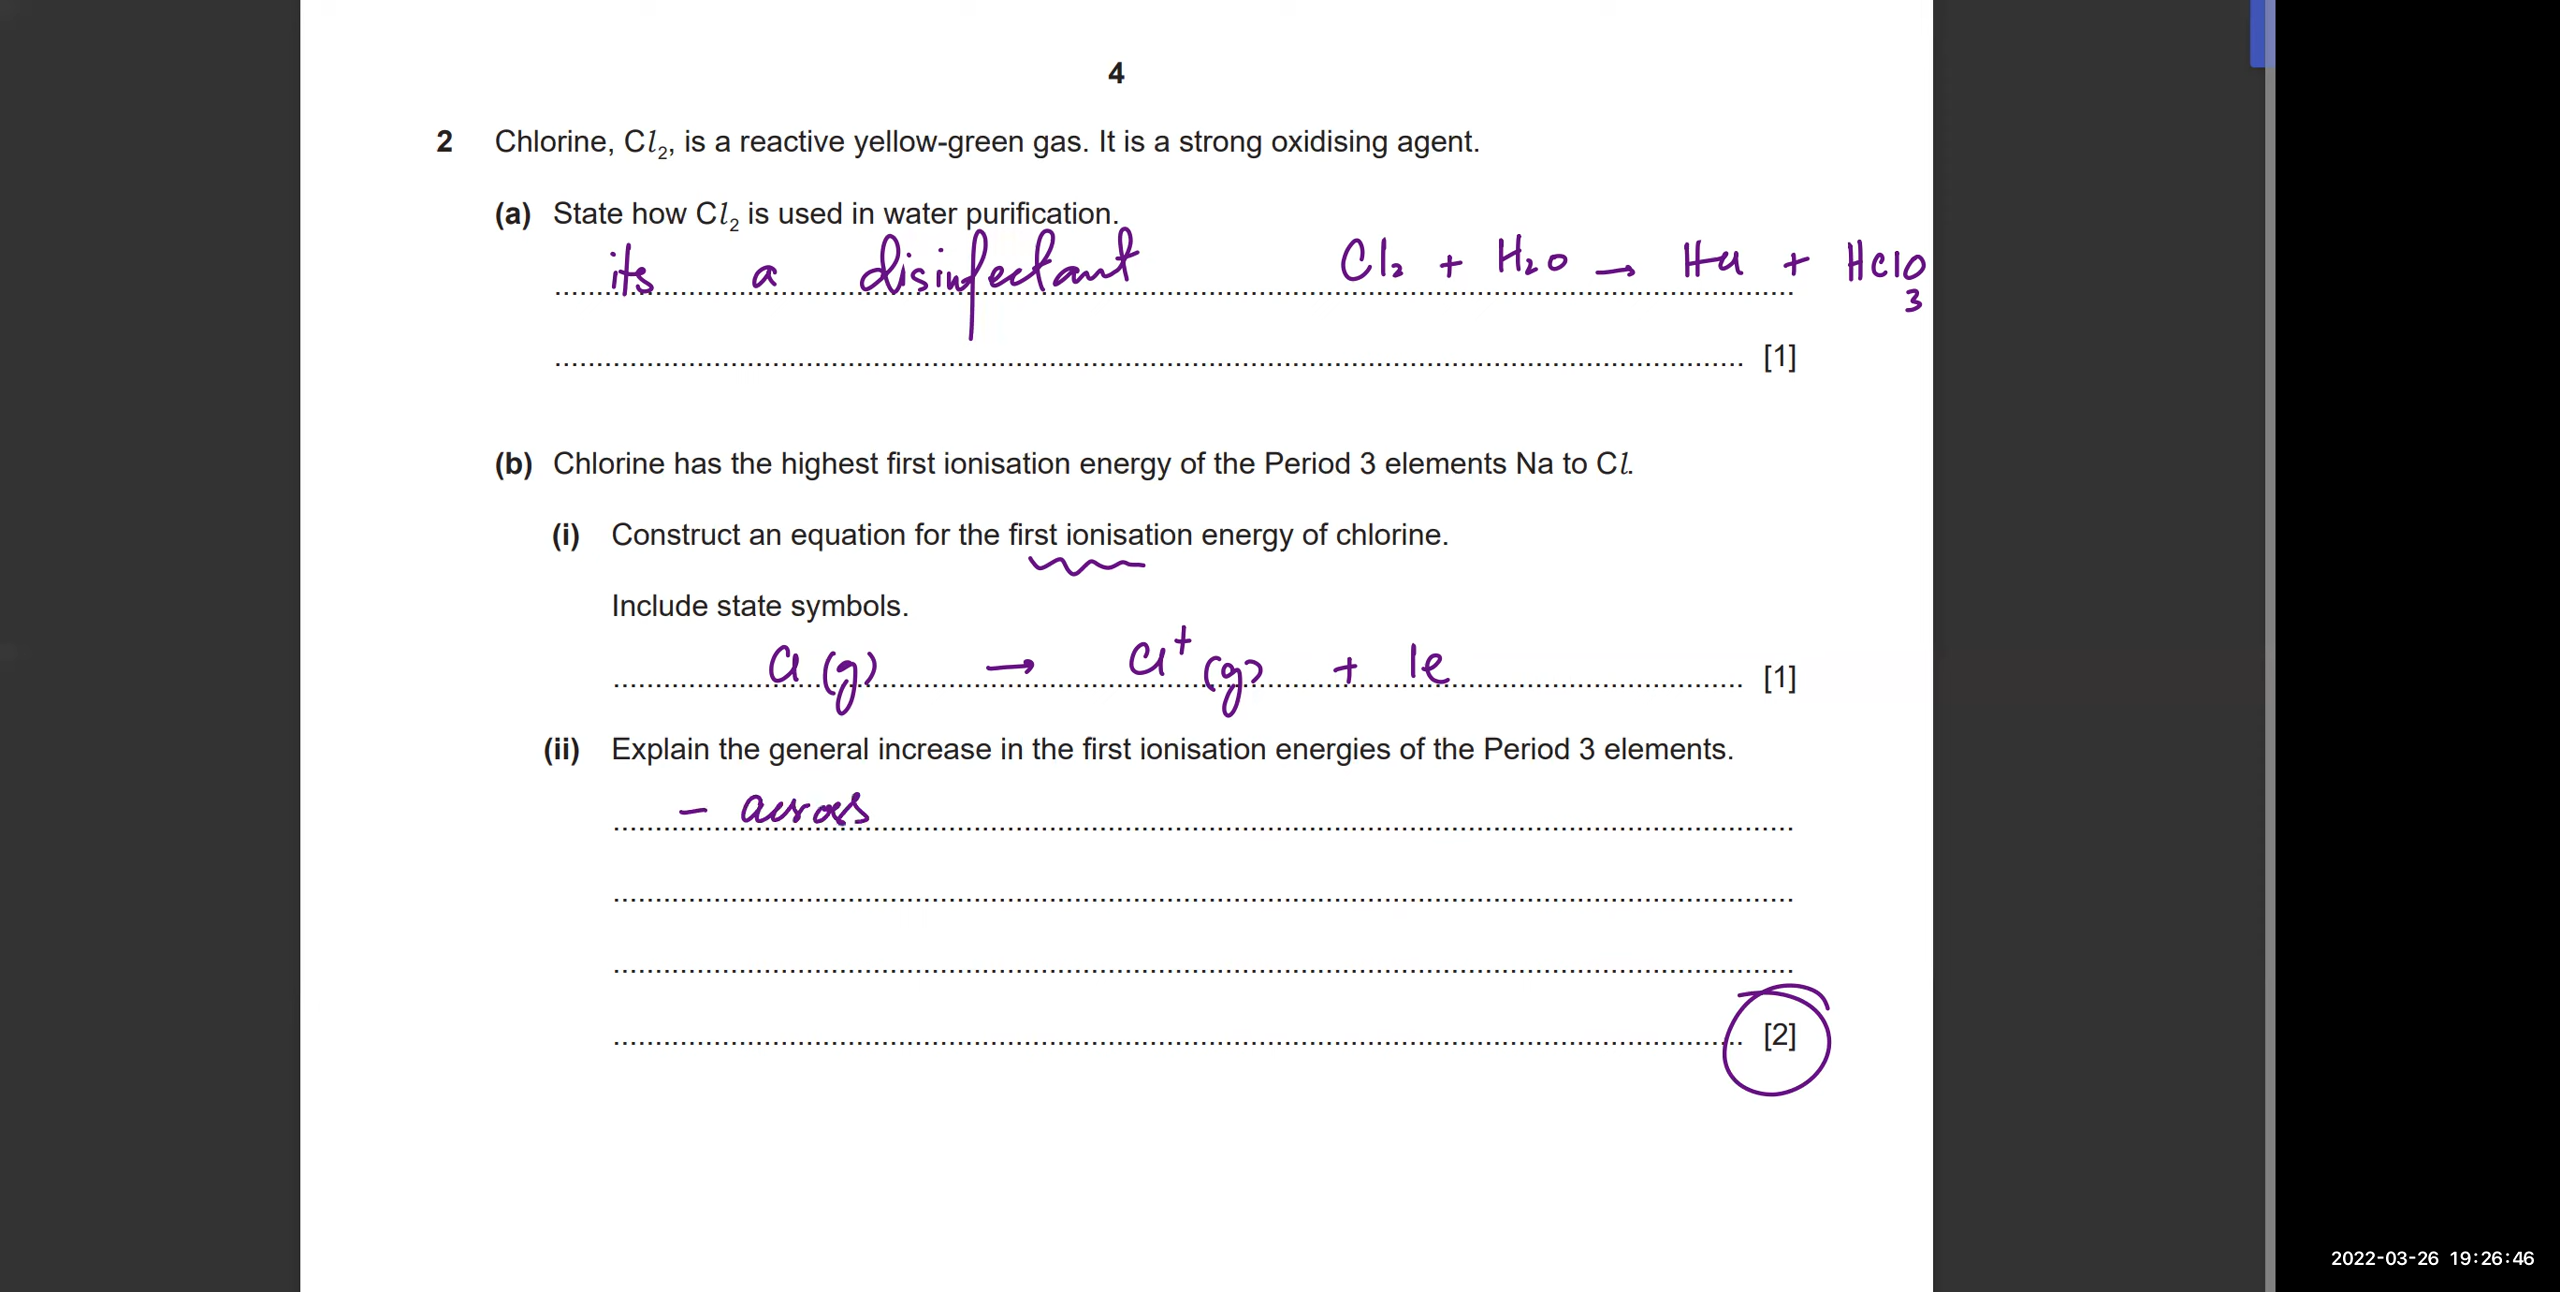 4
2 Chlorine, Cl2, is a reactive yellow-green gas. It is a strong oxidising agent.
(a) State how Cl2 is used in water purification.
its a disinfectant Cl2 + H2O → HCl + HClO
3
[1]
(b) Chlorine has the highest first ionisation energy of the Period 3 elements Na to Cl.
(i) Construct an equation for the first ionisation energy of chlorine.
Include state symbols.
Cl (g) → Cl+ (g) + 1e [1]
(ii) Explain the general increase in the first ionisation energies of the Period 3 elements.
- across
[2]
2022-03-26 19:26:46